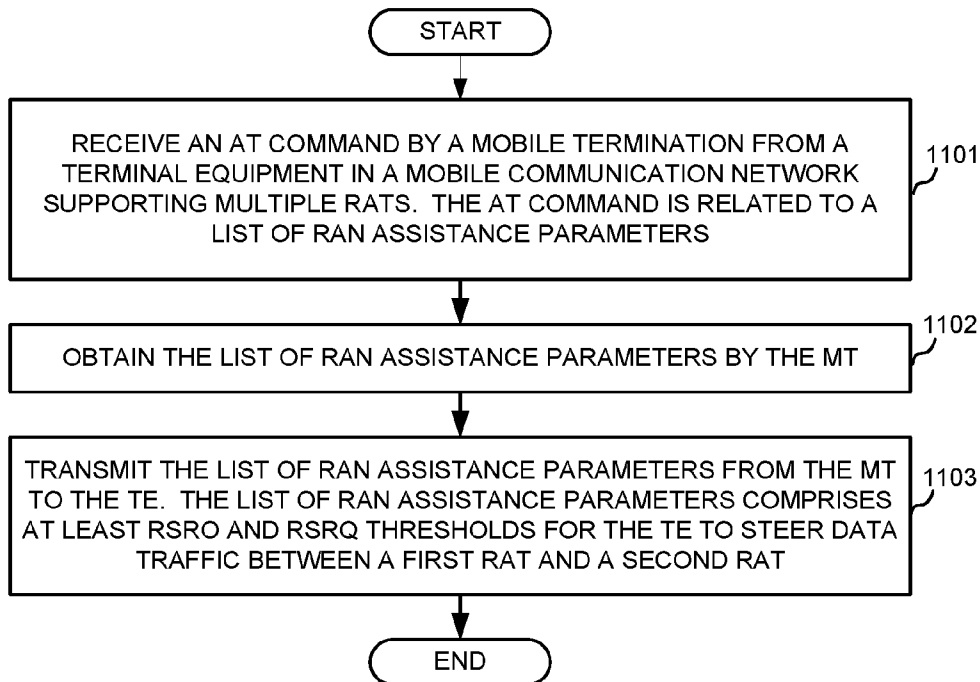 START
RECEIVE AN AT COMMAND BY A MOBILE TERMINATION FROM A
TERMINAL EQUIPMENT IN A MOBILE COMMUNICATION NETWORK
SUPPORTING MULTIPLE RATS. THE AT COMMAND IS RELATED TO A
LIST OF RAN ASSISTANCE PARAMETERS
1101
OBTAIN THE LIST OF RAN ASSISTANCE PARAMETERS BY THE MT
1102
TRANSMIT THE LIST OF RAN ASSISTANCE PARAMETERS FROM THE MT
TO THE TE. THE LIST OF RAN ASSISTANCE PARAMETERS COMPRISES
AT LEAST RSRO AND RSRQ THRESHOLDS FOR THE TE TO STEER DATA
TRAFFIC BETWEEN A FIRST RAT AND A SECOND RAT
1103
END